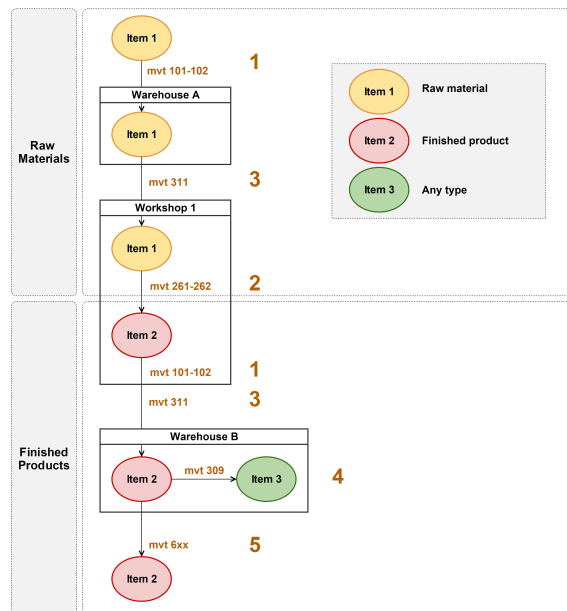 Item 1
mvt 101-102
1
Warehouse A
Item 1
mvt 311
3
Workshop 1
Item 1
mvt 261-262
2
Item 2
mvt 101-102
1
mvt 311
3
Warehouse B
Item 2
mvt 309
Item 3
4
mvt 6xx
5
Item 2
Raw
Materials
Finished
Products
Item 1
Raw material
Item 2
Finished product
Item 3
Any type